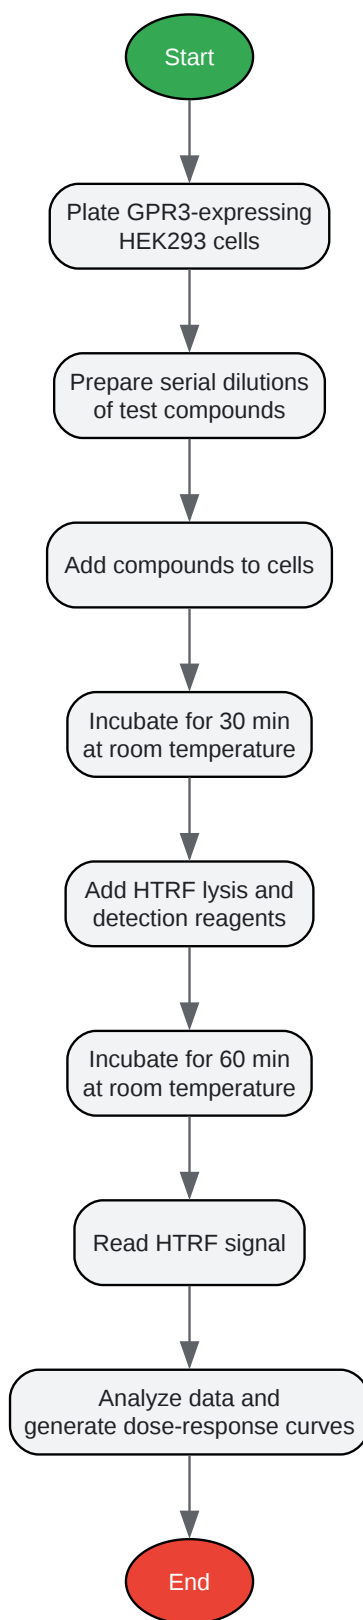 Start
Plate GPR3-expressing
HEK293 cells
Prepare serial dilutions
of test compounds
Add compounds to cells
Incubate for 30 min
at room temperature
Add HTRF lysis and
detection reagents
Incubate for 60 min
at room temperature
Read HTRF signal
Analyze data and
generate dose-response curves
End